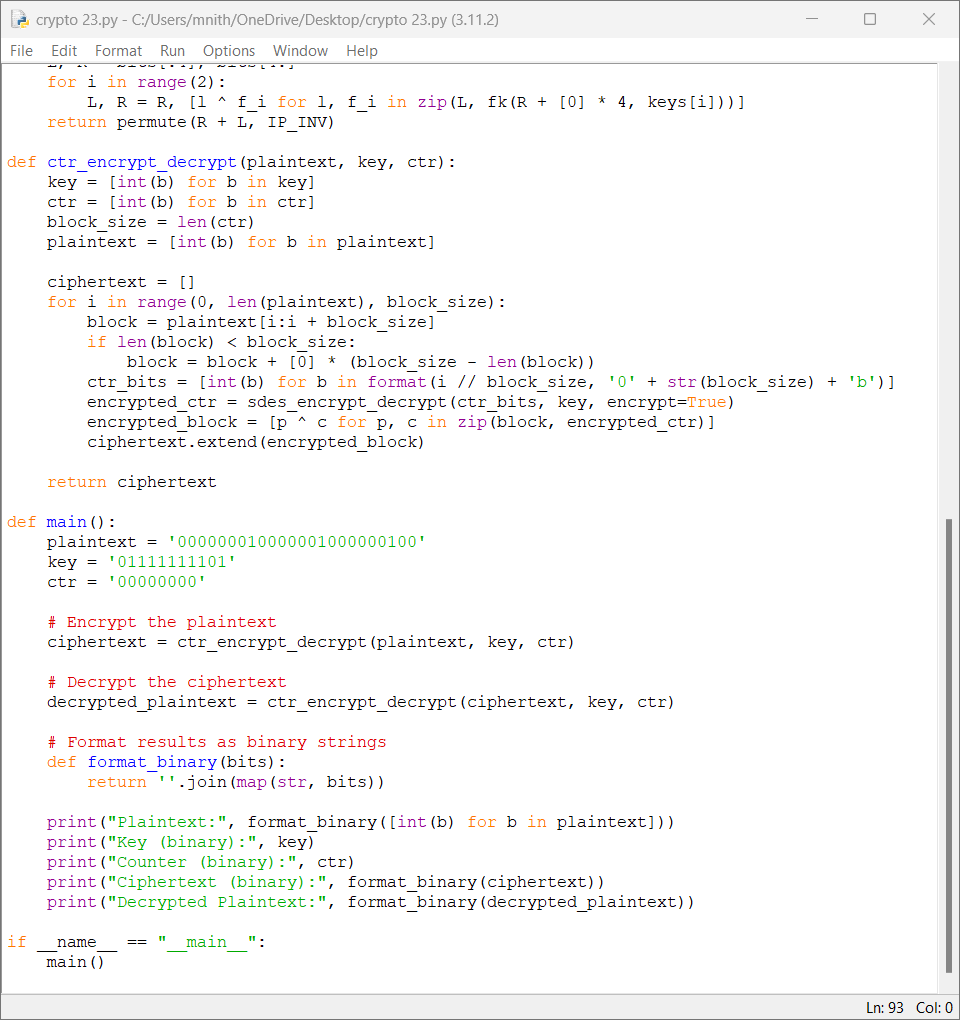 crypto 23.py - C:/Users/mnith/OneDrive/Desktop/crypto 23.py (3.11.2)
File Edit Format Run Options Window Help
    for i in range(2):
        L, R = R, [l ^ f_i for l, f_i in zip(L, fk(R + [0] * 4, keys[i]))]
    return permute(R + L, IP_INV)
def ctr_encrypt_decrypt(plaintext, key, ctr):
    key = [int(b) for b in key]
    ctr = [int(b) for b in ctr]
    block_size = len(ctr)
    plaintext = [int(b) for b in plaintext]
    ciphertext = []
    for i in range(0, len(plaintext), block_size):
        block = plaintext[i:i + block_size]
        if len(block) < block_size:
            block = block + [0] * (block_size - len(block))
        ctr_bits = [int(b) for b in format(i // block_size, '0' + str(block_size) + 'b')]
        encrypted_ctr = sdes_encrypt_decrypt(ctr_bits, key, encrypt=True)
        encrypted_block = [p ^ c for p, c in zip(block, encrypted_ctr)]
        ciphertext.extend(encrypted_block)
    return ciphertext
def main():
    plaintext = '000000010000001000000100'
    key = '01111111101'
    ctr = '00000000'
    # Encrypt the plaintext
    ciphertext = ctr_encrypt_decrypt(plaintext, key, ctr)
    # Decrypt the ciphertext
    decrypted_plaintext = ctr_encrypt_decrypt(ciphertext, key, ctr)
    # Format results as binary strings
    def format_binary(bits):
        return ''.join(map(str, bits))
    print("Plaintext:", format_binary([int(b) for b in plaintext]))
    print("Key (binary):", key)
    print("Counter (binary):", ctr)
    print("Ciphertext (binary):", format_binary(ciphertext))
    print("Decrypted Plaintext:", format_binary(decrypted_plaintext))
if __name__ == "__main__":
    main()
Ln: 93 Col: 0